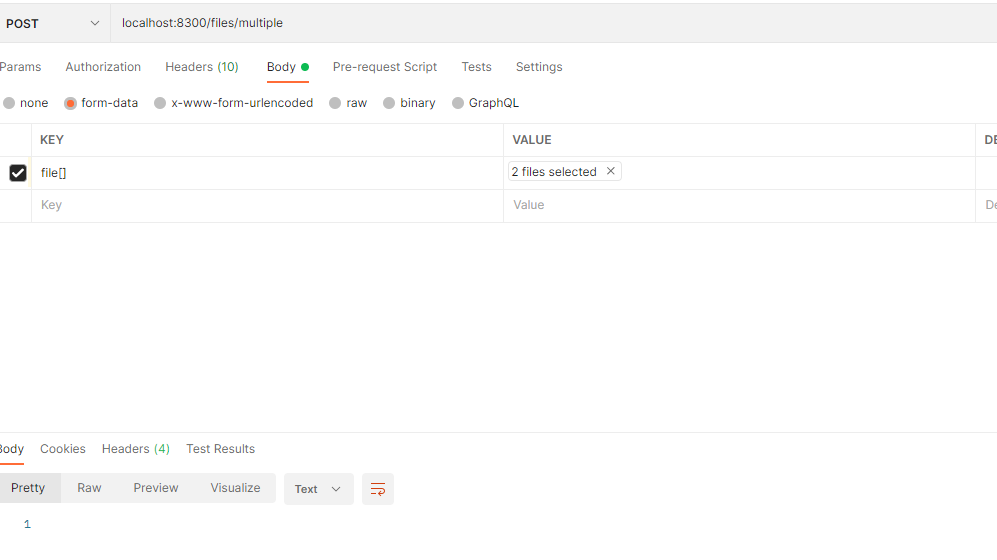 POST localhost:8300/files/multiple
Params Authorization Headers (10) Body Pre-request Script Tests Settings
none form-data x-www-form-urlencoded raw binary GraphQL
KEY VALUE DE
file[] 2 files selected
Key Value De
Body Cookies Headers (4) Test Results
Pretty Raw Preview Visualize Text
1